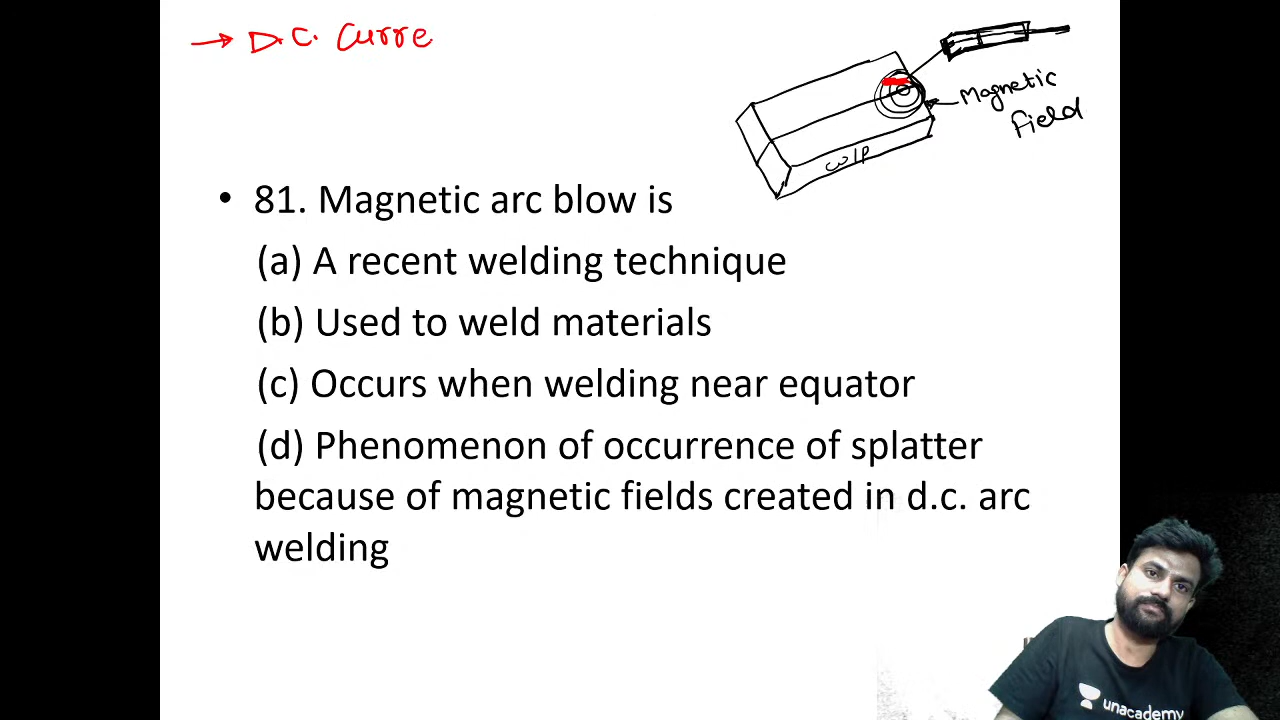 → D.C. Curre
Magnetic
field
w/p
• 81. Magnetic arc blow is
(a) A recent welding technique
(b) Used to weld materials
(c) Occurs when welding near equator
(d) Phenomenon of occurrence of splatter
because of magnetic fields created in d.c. arc
welding
unacademy